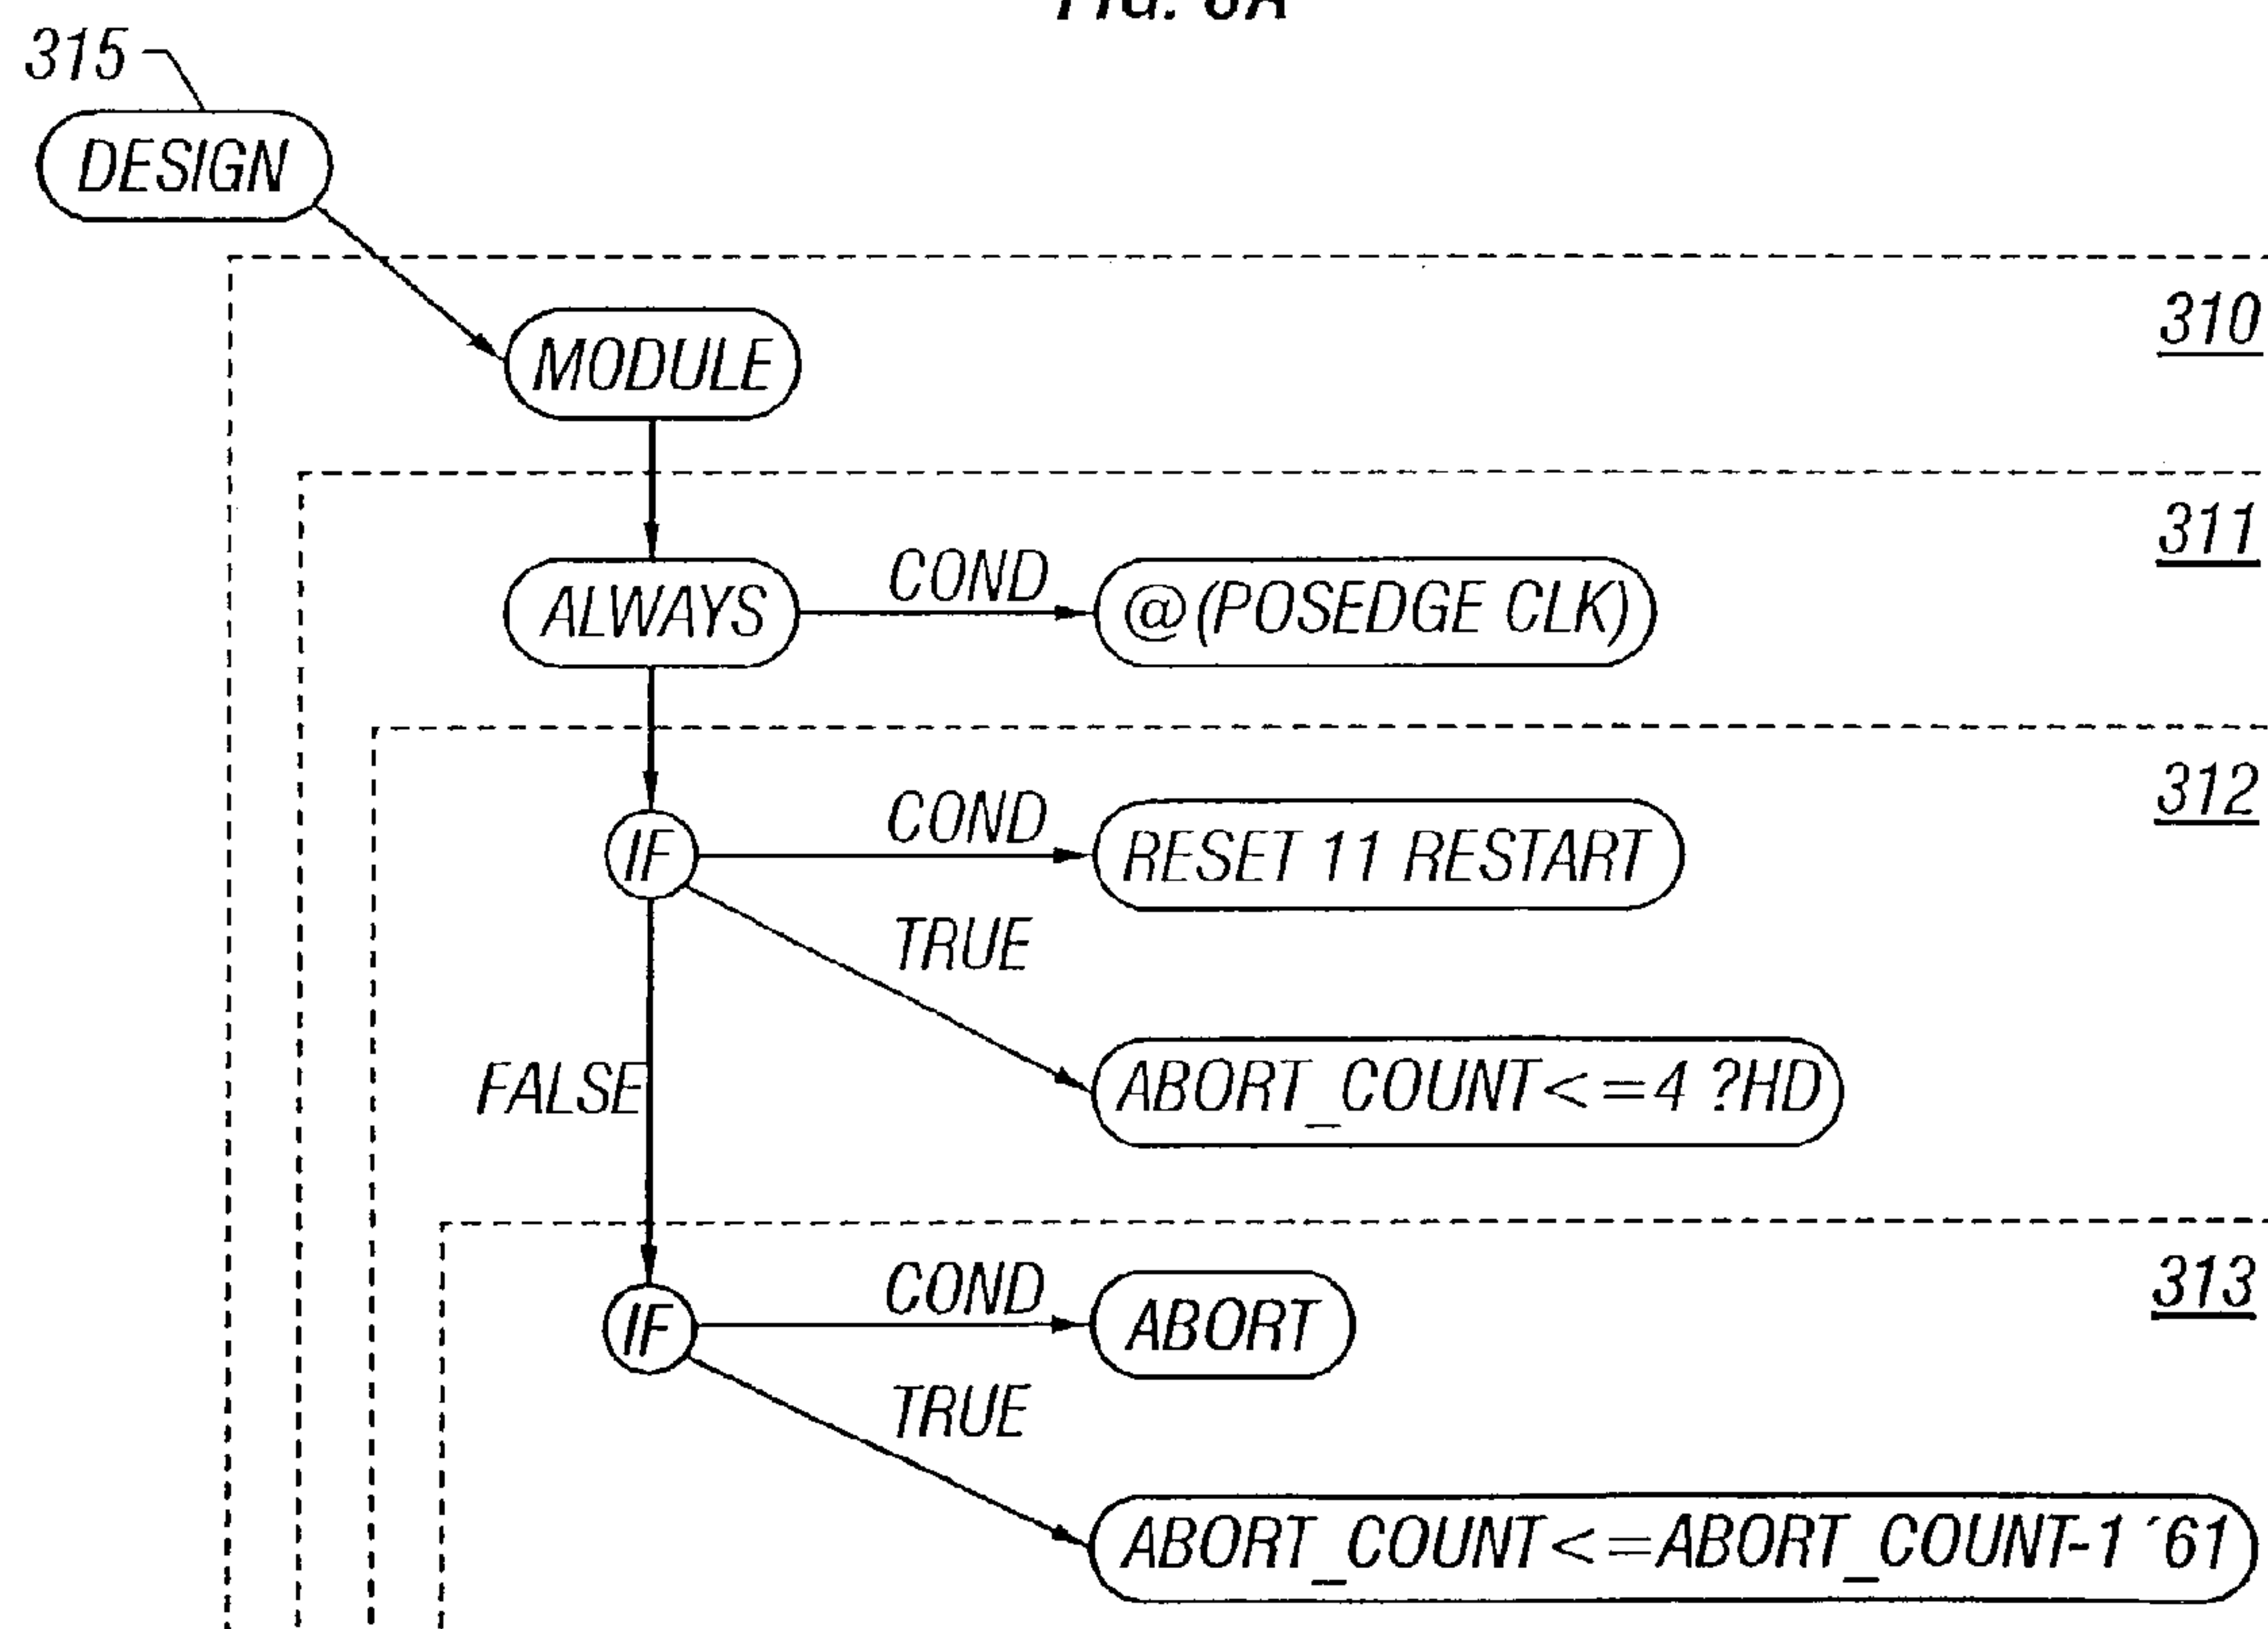 315
DESIGN
310
MODULE
311
ALWAYS
COND
@(POSEDGE CLK)
312
IF
COND
RESET 11 RESTART
TRUE
FALSE
ABORT_COUNT<=4 ?HD
313
IF
COND
ABORT
TRUE
ABORT_COUNT<=ABORT_COUNT-1 ´61